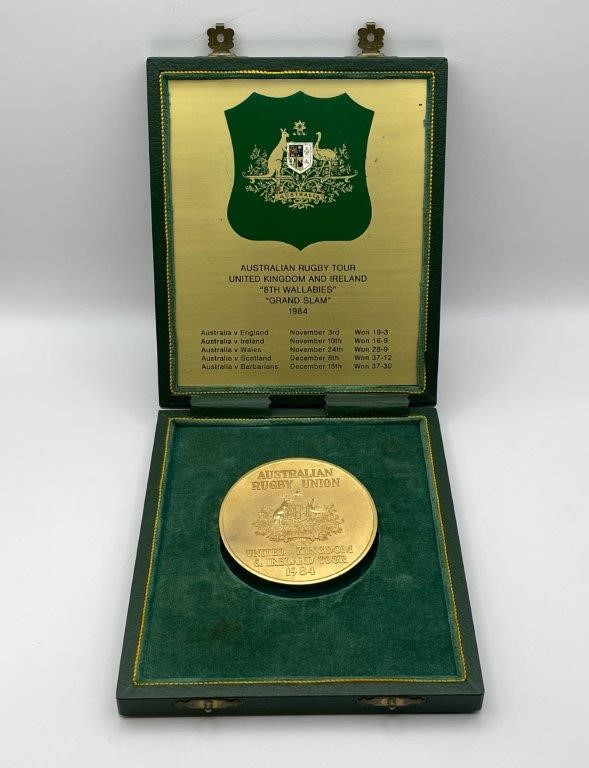 AUSTRALIA
AUSTRALIAN RUGBY TOUR
UNITED KINGDOM AND IRELAND
"8TH WALLABIES"
"GRAND SLAM"
1984
Australia v England November 3rd Won 19-3
Australia v Ireland November 10th Won 16-9
Australia v Wales November 24th Won 28-9
Australia v Scotland December 8th Won 37-12
Australia v Barbarians December 15th Won 37-30
AUSTRALIAN
RUGBY UNION
UNITED KINGDOM
& IRELAND TOUR
1984